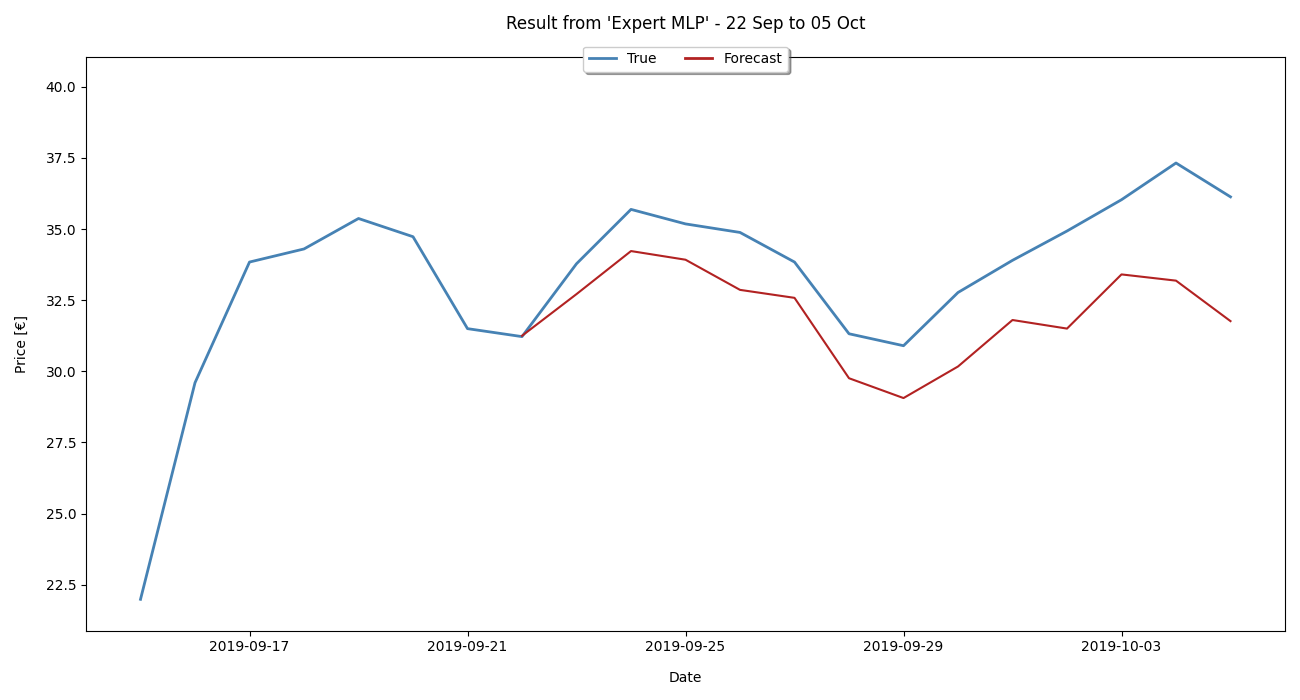 Result from 'Expert MLP' - 22 Sep to 05 Oct
True
Forecast
40.0
37.5
35.0
32.5
30.0
27.5
25.0
22.5
Price [€]
2019-09-17
2019-09-21
2019-09-25
2019-09-29
2019-10-03
Date